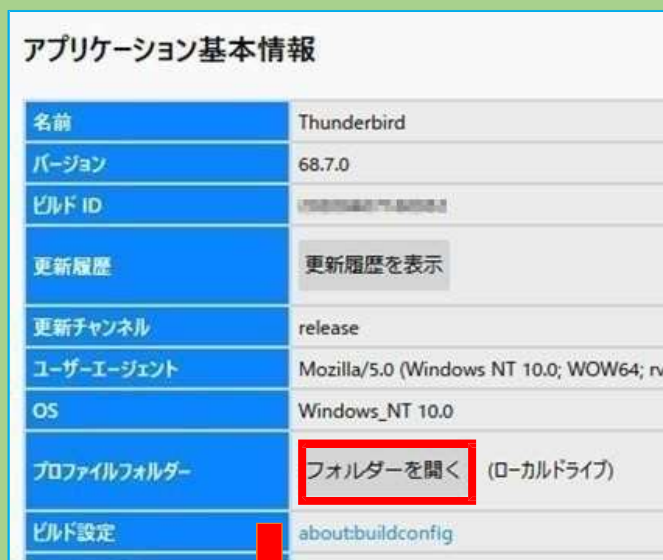 アプリケーション基本情報
名前 Thunderbird
バージョン 68.7.0
ビルド ID
更新履歴 更新履歴を表示
更新チャンネル release
ユーザーエージェント Mozilla/5.0 (Windows NT 10.0; WOW64; rv
OS Windows_NT 10.0
プロファイルフォルダー フォルダーを開く (ローカルドライブ)
ビルド設定 about:buildconfig